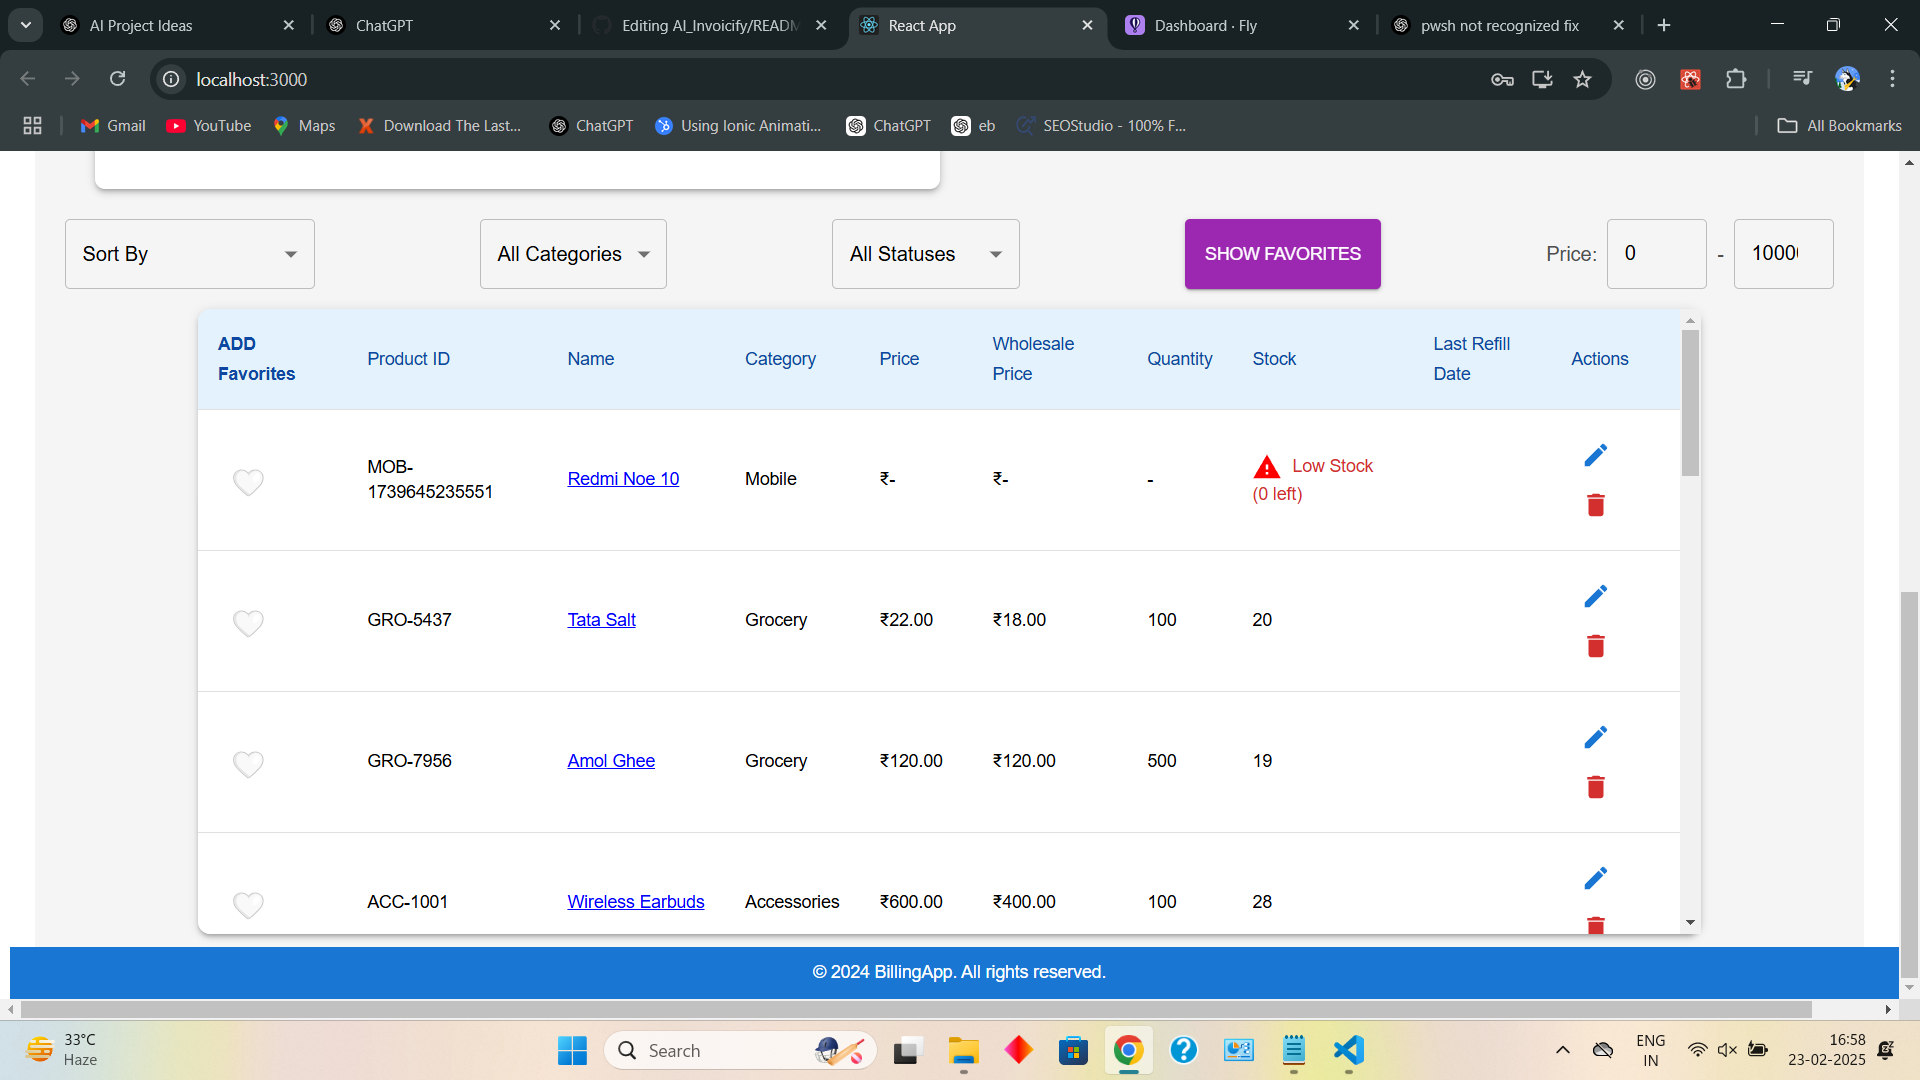 AI Project Ideas
ChatGPT
Editing AI_Invoicify/READM
React App
Dashboard · Fly
pwsh not recognized fix
localhost:3000
Gmail
YouTube
Maps
Download The Last...
ChatGPT
Using Ionic Animati...
ChatGPT
eb
SEOStudio - 100% F...
All Bookmarks
Sort By
All Categories
All Statuses
SHOW FAVORITES
Price:
0
-
ADD
Favorites
Product ID
Name
Category
Price
Wholesale
Price
Quantity
Stock
Last Refill
Date
Actions
MOB-
1739645235551
Redmi Noe 10
Mobile
₹-
₹-
-
Low Stock
(0 left)
GRO-5437
Tata Salt
Grocery
₹22.00
₹18.00
100
20
GRO-7956
Amol Ghee
Grocery
₹120.00
₹120.00
500
19
ACC-1001
Wireless Earbuds
Accessories
₹600.00
₹400.00
100
28
© 2024 BillingApp. All rights reserved.
33°C
Haze
Search
ENG
IN
16:58
23-02-2025